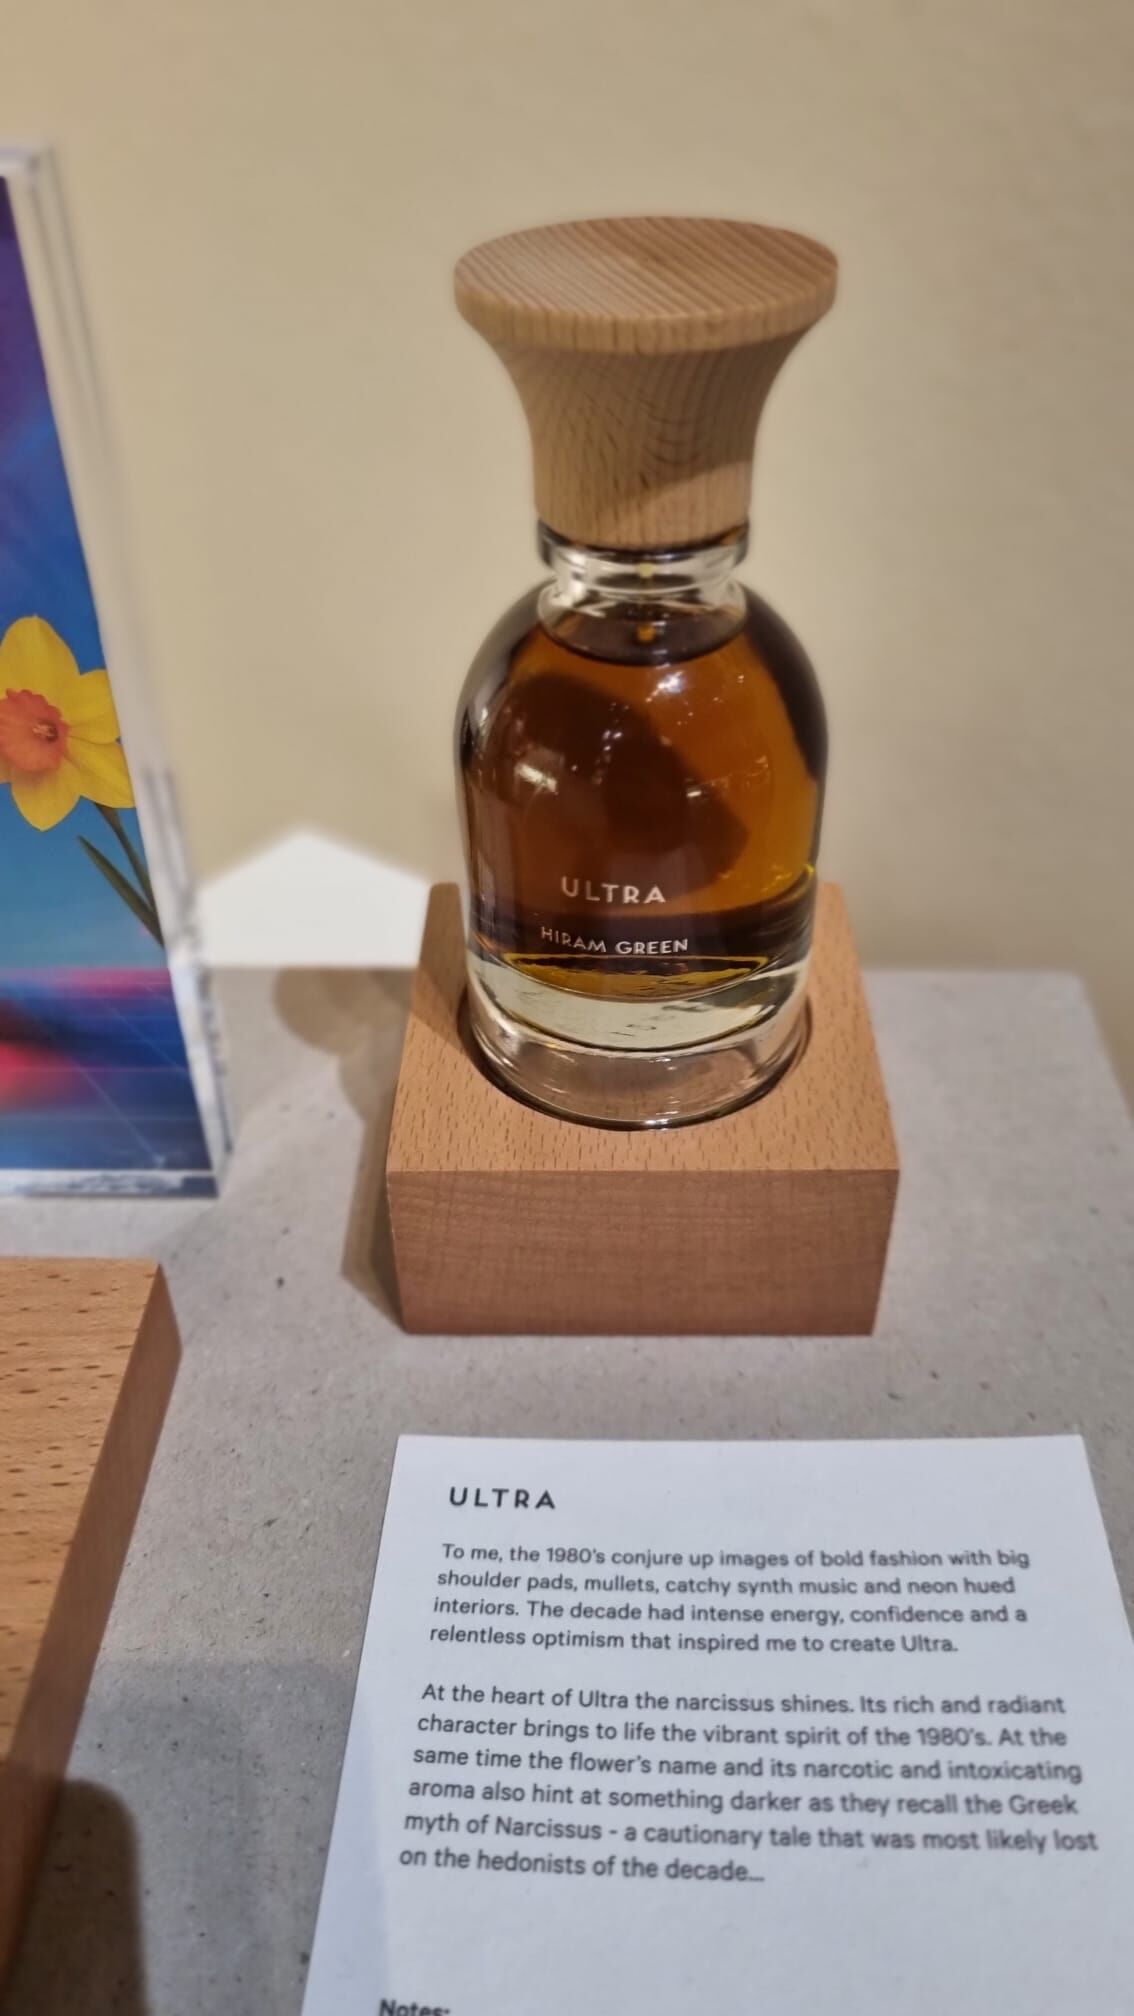 ULTRA
HIRAM GREEN
ULTRA
To me, the 1980's conjure up images of bold fashion with big
shoulder pads, mullets, catchy synth music and neon hued
interiors. The decade had intense energy, confidence and a
relentless optimism that inspired me to create Ultra.
At the heart of Ultra the narcissus shines. Its rich and radiant
character brings to life the vibrant spirit of the 1980's. At the
same time the flower's name and its narcotic and intoxicating
aroma also hint at something darker as they recall the Greek
myth of Narcissus - a cautionary tale that was most likely lost
on the hedonists of the decade...
Notes: